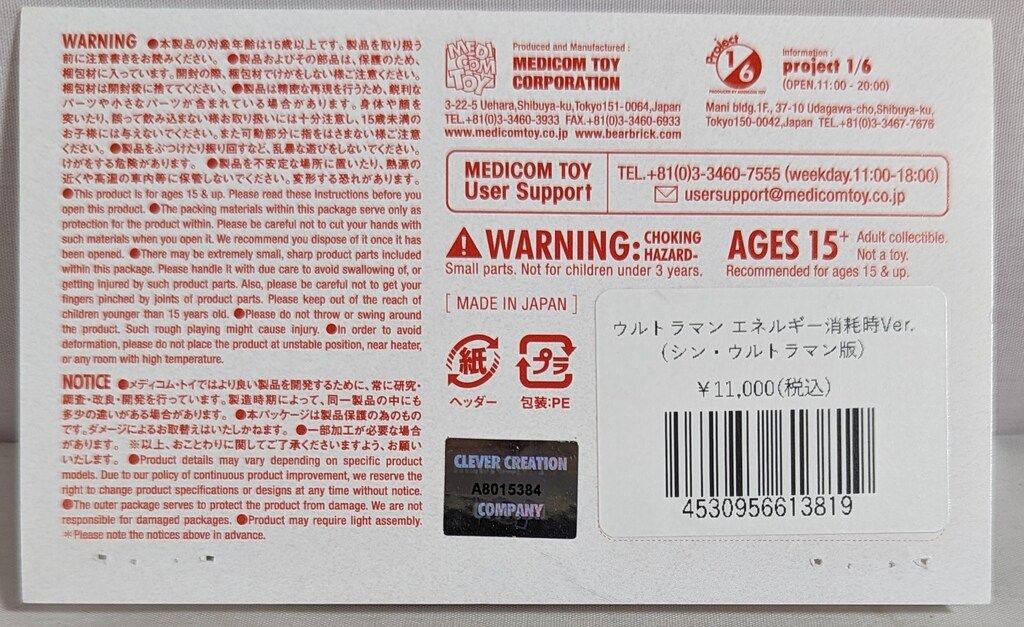 WARNING ●本製品の対象年齢は15歳以上です。製品を取り扱う
前に注意書きをお読みください。 ●製品およびその部品は、保護のため、
梱包材に入っています。開封の際、梱包材でけがをしない様ご注意ください。
梱包材は開封後に捨ててください。 ●製品は精密な再現を行うため、鋭利な
パーツや小さなパーツが含まれている場合があります。身体や顔を
突いたり、誤って飲み込まない様お取り扱いには十分注意し、15歳未満の
お子様には与えないでください。また可動部分に指をはさまない様ご注意
ください。 ●製品をぶつけたり振り回すなど、乱暴な遊びをしないでください。
けがをする危険があります。 ●製品を不安定な場所に置いたり、熱源の
近くや高温の車内等に保管しないでください。変形する恐れがあります。
●This product is for ages 15 & up. Please read these instructions before you
open this product. ●The packing materials within this package serve only as
protection for the product within. Please be careful not to cut your hands with
such materials when you open it. We recommend you dispose of it once it has
been opened. ●There may be extremely small, sharp product parts included
within this package. Please handle it with due care to avoid swallowing of, or
getting injured by such product parts. Also, please be careful not to get your
fingers pinched by joints of product parts. Please keep out of the reach of
children younger than 15 years old. ●Please do not throw or swing around
the product. Such rough playing might cause injury. ●In order to avoid
deformation, please do not place the product at unstable position, near heater,
or any room with high temperature.
NOTICE ●メディコム・トイではより良い製品を開発するために、常に研究・
調査・改良・開発を行っています。製造時期によって、同一製品の中にも
多少の違いがある場合があります。 ●本パッケージは製品保護の為のもの
です。ダメージによるお取替えはいたしかねます。 ●一部加工が必要な場合
があります。 ※以上、おことわりに関してご了承くださいますよう、お願い
いたします。 ●Product details may vary depending on specific product
models. Due to our policy of continuous product improvement, we reserve the
right to change product specifications or designs at any time without notice.
●The outer package serves to protect the product from damage. We are not
responsible for damaged packages. ●Product may require light assembly.
＊Please note the notices above in advance.
MEDI
COM
TOY
Produced and Manufactured :
MEDICOM TOY
CORPORATION
3-22-5 Uehara,Shibuya-ku,Tokyo151-0064,Japan
TEL.+81(0)3-3460-3933 FAX.+81(0)3-3460-6933
www.medicomtoy.co.jp www.bearbrick.com
Project
1/6
PRODUCED BY MEDICOM TOY
Information :
project 1/6
(OPEN.11:00 - 20:00)
Mani bldg.1F., 37-10 Udagawa-cho,Shibuya-ku,
Tokyo150-0042,Japan TEL.+81(0)3-3467-7676
MEDICOM TOY
User Support
TEL.+81(0)3-3460-7555 (weekday.11:00-18:00)
usersupport@medicomtoy.co.jp
WARNING: CHOKING
HAZARD-
Small parts. Not for children under 3 years.
AGES 15+ Adult collectible.
Not a toy.
Recommended for ages 15 & up.
[ MADE IN JAPAN ]
紙
ヘッダー
プラ
包装:PE
CLEVER CREATION
A8015384
COMPANY
ウルトラマン エネルギー消耗時Ver.
(シン・ウルトラマン版)
￥11,000(税込)
4530956613819